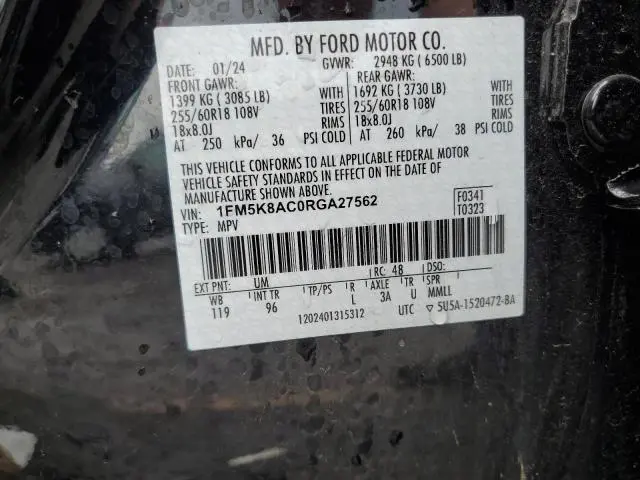 MFD. BY FORD MOTOR CO.
DATE: 01/24 GVWR: 2948 KG ( 6500 LB)
FRONT GAWR: REAR GAWR:
1399 KG ( 3085 LB) 1692 KG ( 3730 LB)
255/60R18 108V TIRES 255/60R18 108V TIRES
18x8.0J RIMS 18x8.0J RIMS
AT 250 kPa/ 36 PSI COLD AT 260 kPa/ 38 PSI COLD
THIS VEHICLE CONFORMS TO ALL APPLICABLE FEDERAL MOTOR
VEHICLE SAFETY STANDARDS IN EFFECT ON THE DATE OF
MANUFACTURE SHOWN ABOVE.
VIN: 1FM5K8AC0RGA27562 F0341
TYPE: MPV T0323
EXT PNT: UM RC: 48 DSO:
WB INT TR TP/PS R AXLE TR SPR
119 96 L 3A U MMLL
1202401315312 UTC ▽ 5U5A-1520472-BA